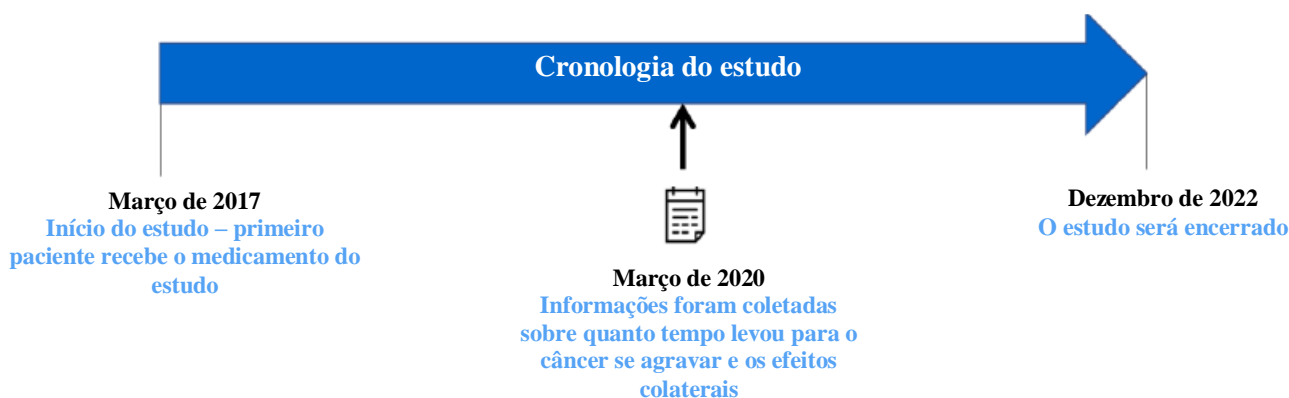 Cronologia do estudo
Março de 2017
Início do estudo – primeiro
paciente recebe o medicamento do
estudo
Março de 2020
Informações foram coletadas
sobre quanto tempo levou para o
câncer se agravar e os efeitos
colaterais
Dezembro de 2022
O estudo será encerrado